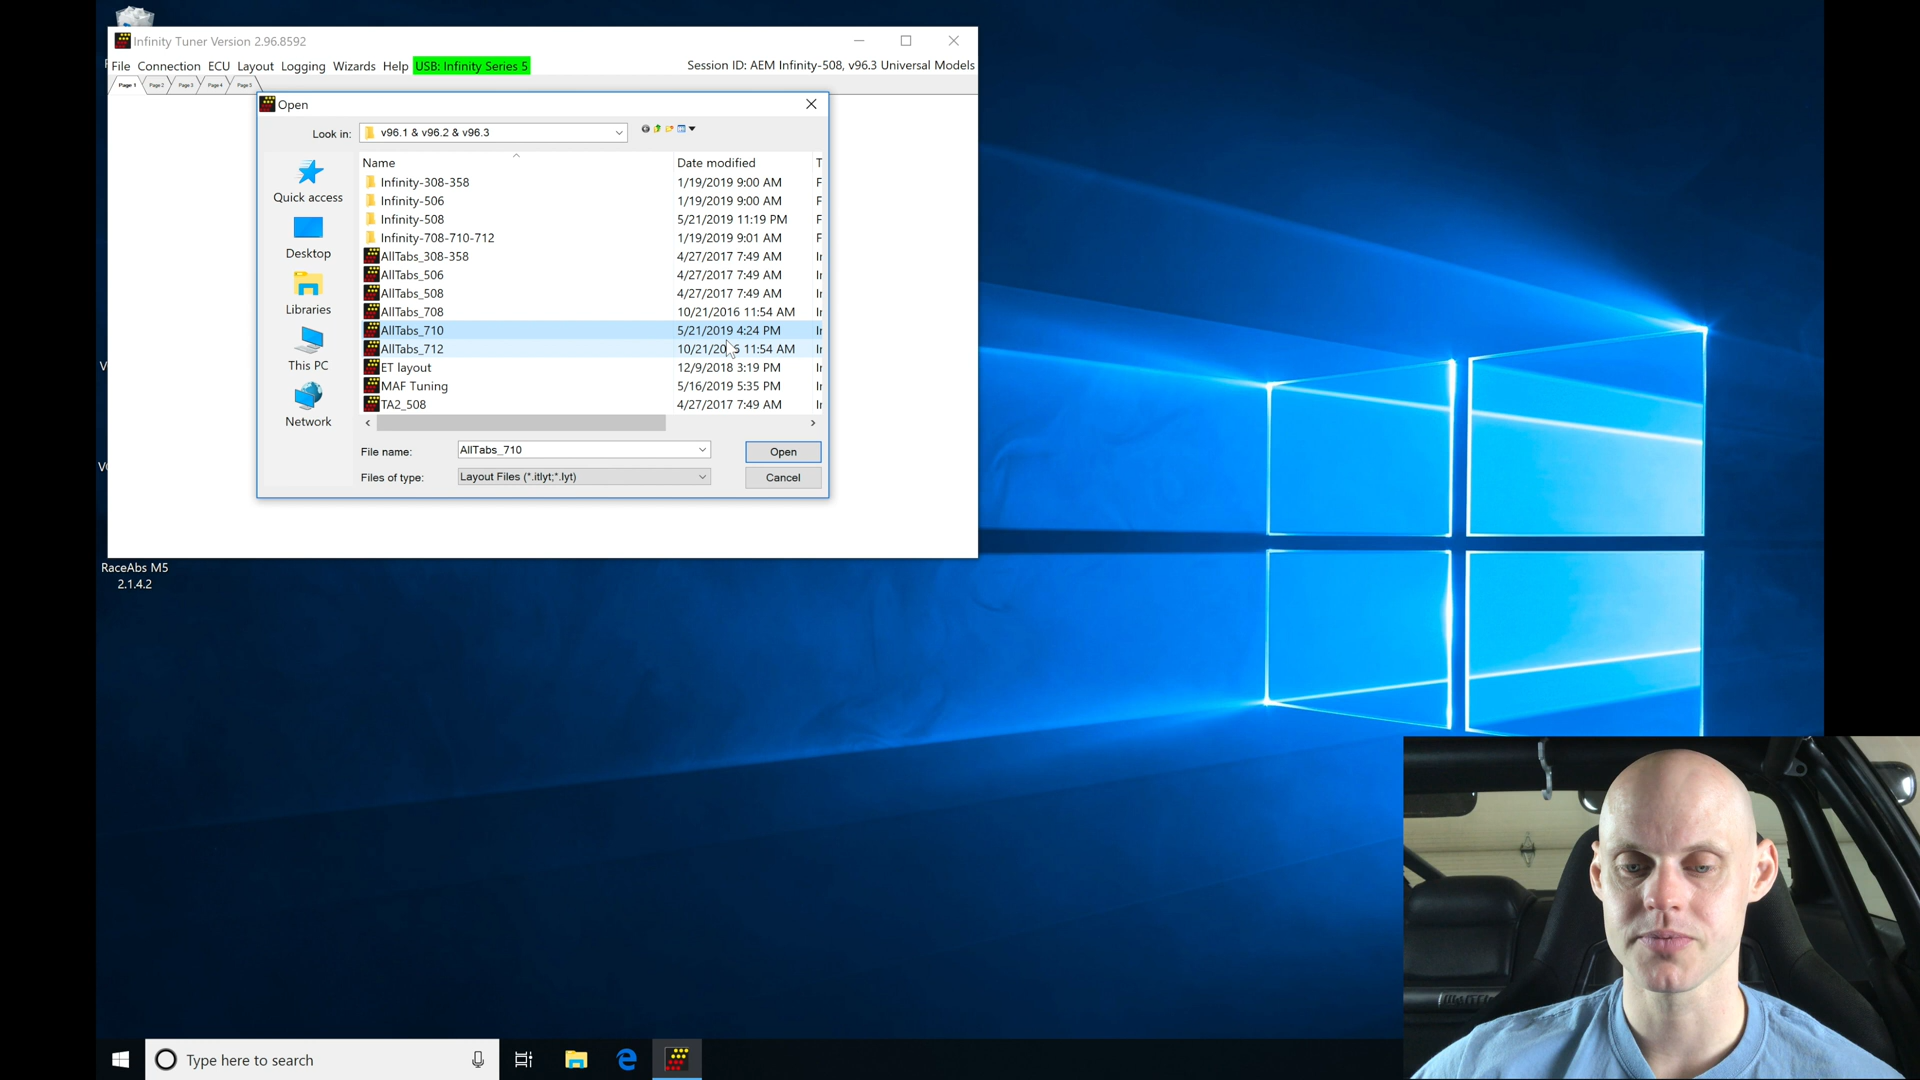 Infinity Tuner Version 2.96.8592
File Connection ECU Layout Logging Wizards Help USB: Infinity Series 5
Session ID: AEM Infinity-508, v96.3 Universal Models
Page 1 Page 2 Page 3 Page 4 Page 5
Open
Look in: v96.1 & v96.2 & v96.3
Name Date modified T
Infinity-308-358 1/19/2019 9:00 AM F
Infinity-506 1/19/2019 9:00 AM F
Infinity-508 5/21/2019 11:19 PM F
Infinity-708-710-712 1/19/2019 9:01 AM F
AllTabs_308-358 4/27/2017 7:49 AM Ir
AllTabs_506 4/27/2017 7:49 AM Ir
AllTabs_508 4/27/2017 7:49 AM Ir
AllTabs_708 10/21/2016 11:54 AM Ir
AllTabs_710 5/21/2019 4:24 PM Ir
AllTabs_712 10/21/2016 11:54 AM Ir
ET layout 12/9/2018 3:19 PM Ir
MAF Tuning 5/16/2019 5:35 PM Ir
TA2_508 4/27/2017 7:49 AM Ir
Quick access
Desktop
Libraries
This PC
Network
File name: AllTabs_710 Open
Files of type: Layout Files (*.itlyt;*.lyt) Cancel
RaceAbs M5
2.1.4.2
Type here to search